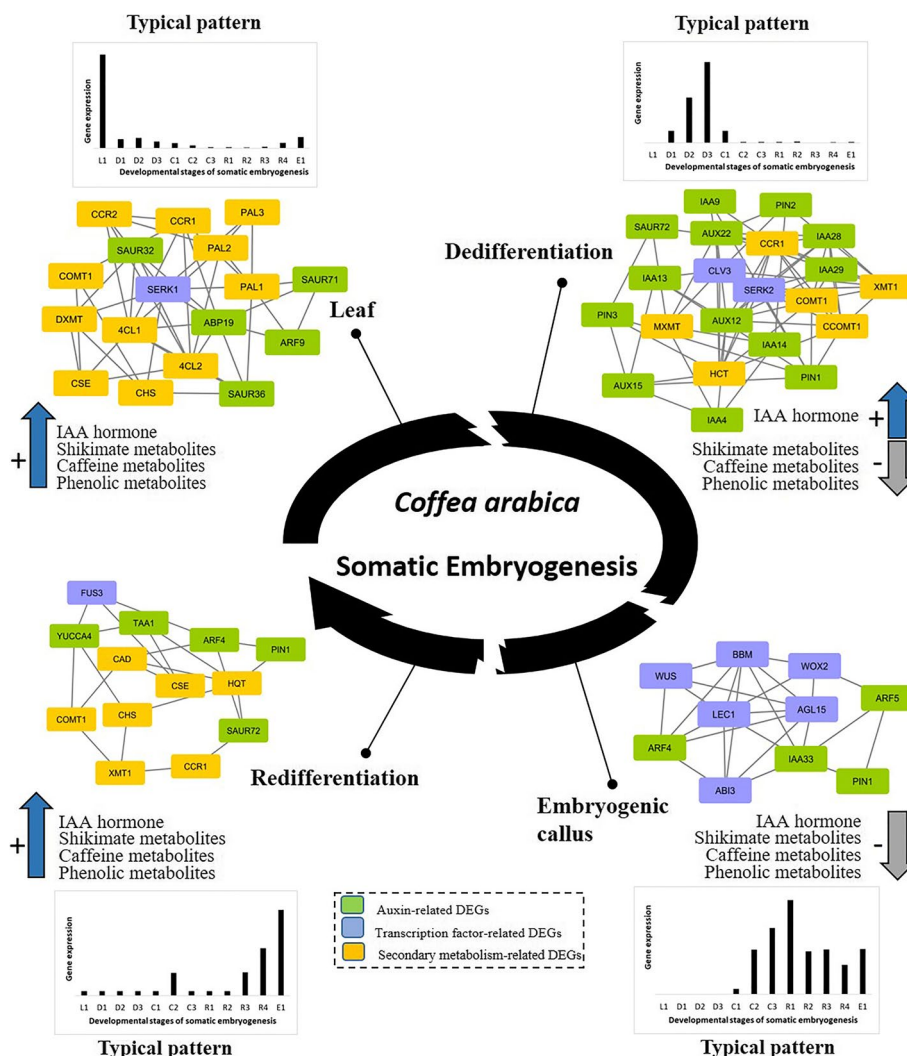 Typical pattern
Gene expression
L1 D1 D2 D3 C1 C2 C3 R1 R2 R3 R4 E1
Developmental stages of somatic embryogenesis
CCR2
CCR1
PAL3
SAUR32
PAL2
COMT1
SERK1
PAL1
SAUR71
DXMT
4CL1
ABP19
ARF9
4CL2
CSE
CHS
SAUR36
Leaf
+
IAA hormone
Shikimate metabolites
Caffeine metabolites
Phenolic metabolites
Typical pattern
Gene expression
L1 D1 D2 D3 C1 C2 C3 R1 R2 R3 R4 E1
Developmental stages of somatic embryogenesis
IAA9
PIN2
SAUR72
AUX22
CCR1
IAA28
IAA13
CLV3
IAA29
SERK2
XMT1
COMT1
PIN3
MXMT
AUX12
CCOMT1
IAA14
HCT
PIN1
AUX15
IAA4
Dedifferentiation
IAA hormone
+
Shikimate metabolites
Caffeine metabolites
Phenolic metabolites
-
Coffea arabica
Somatic Embryogenesis
FUS3
YUCCA4
TAA1
ARF4
PIN1
CAD
CSE
HQT
COMT1
CHS
SAUR72
XMT1
CCR1
Redifferentiation
+
IAA hormone
Shikimate metabolites
Caffeine metabolites
Phenolic metabolites
Gene expression
L1 D1 D2 D3 C1 C2 C3 R1 R2 R3 R4 E1
Developmental stages of somatic embryogenesis
Typical pattern
BBM
WUS
WOX2
LEC1
AGL15
ARF5
ARF4
IAA33
ABI3
PIN1
Embryogenic
callus
IAA hormone
Shikimate metabolites
Caffeine metabolites
Phenolic metabolites
-
Gene expression
L1 D1 D2 D3 C1 C2 C3 R1 R2 R3 R4 E1
Developmental stages of somatic embryogenesis
Typical pattern
Auxin-related DEGs
Transcription factor-related DEGs
Secondary metabolism-related DEGs